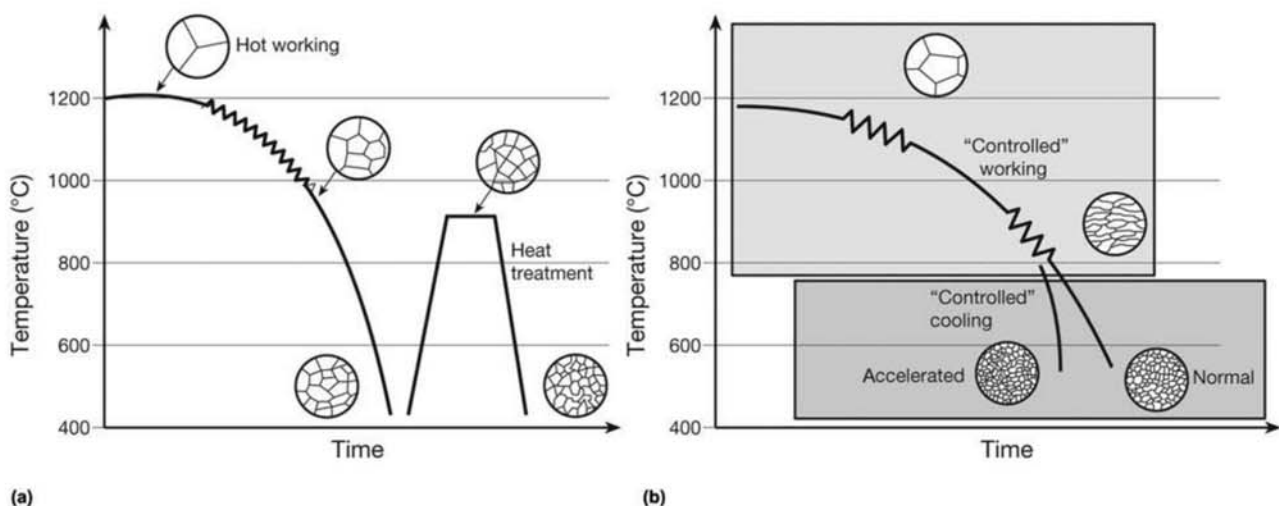 Hot working
1200
1000
800
600
400
Temperature (°C)
Heat
treatment
Time
(a)
1200
1000
800
600
400
Temperature (°C)
“Controlled”
working
“Controlled”
cooling
Accelerated
Normal
Time
(b)